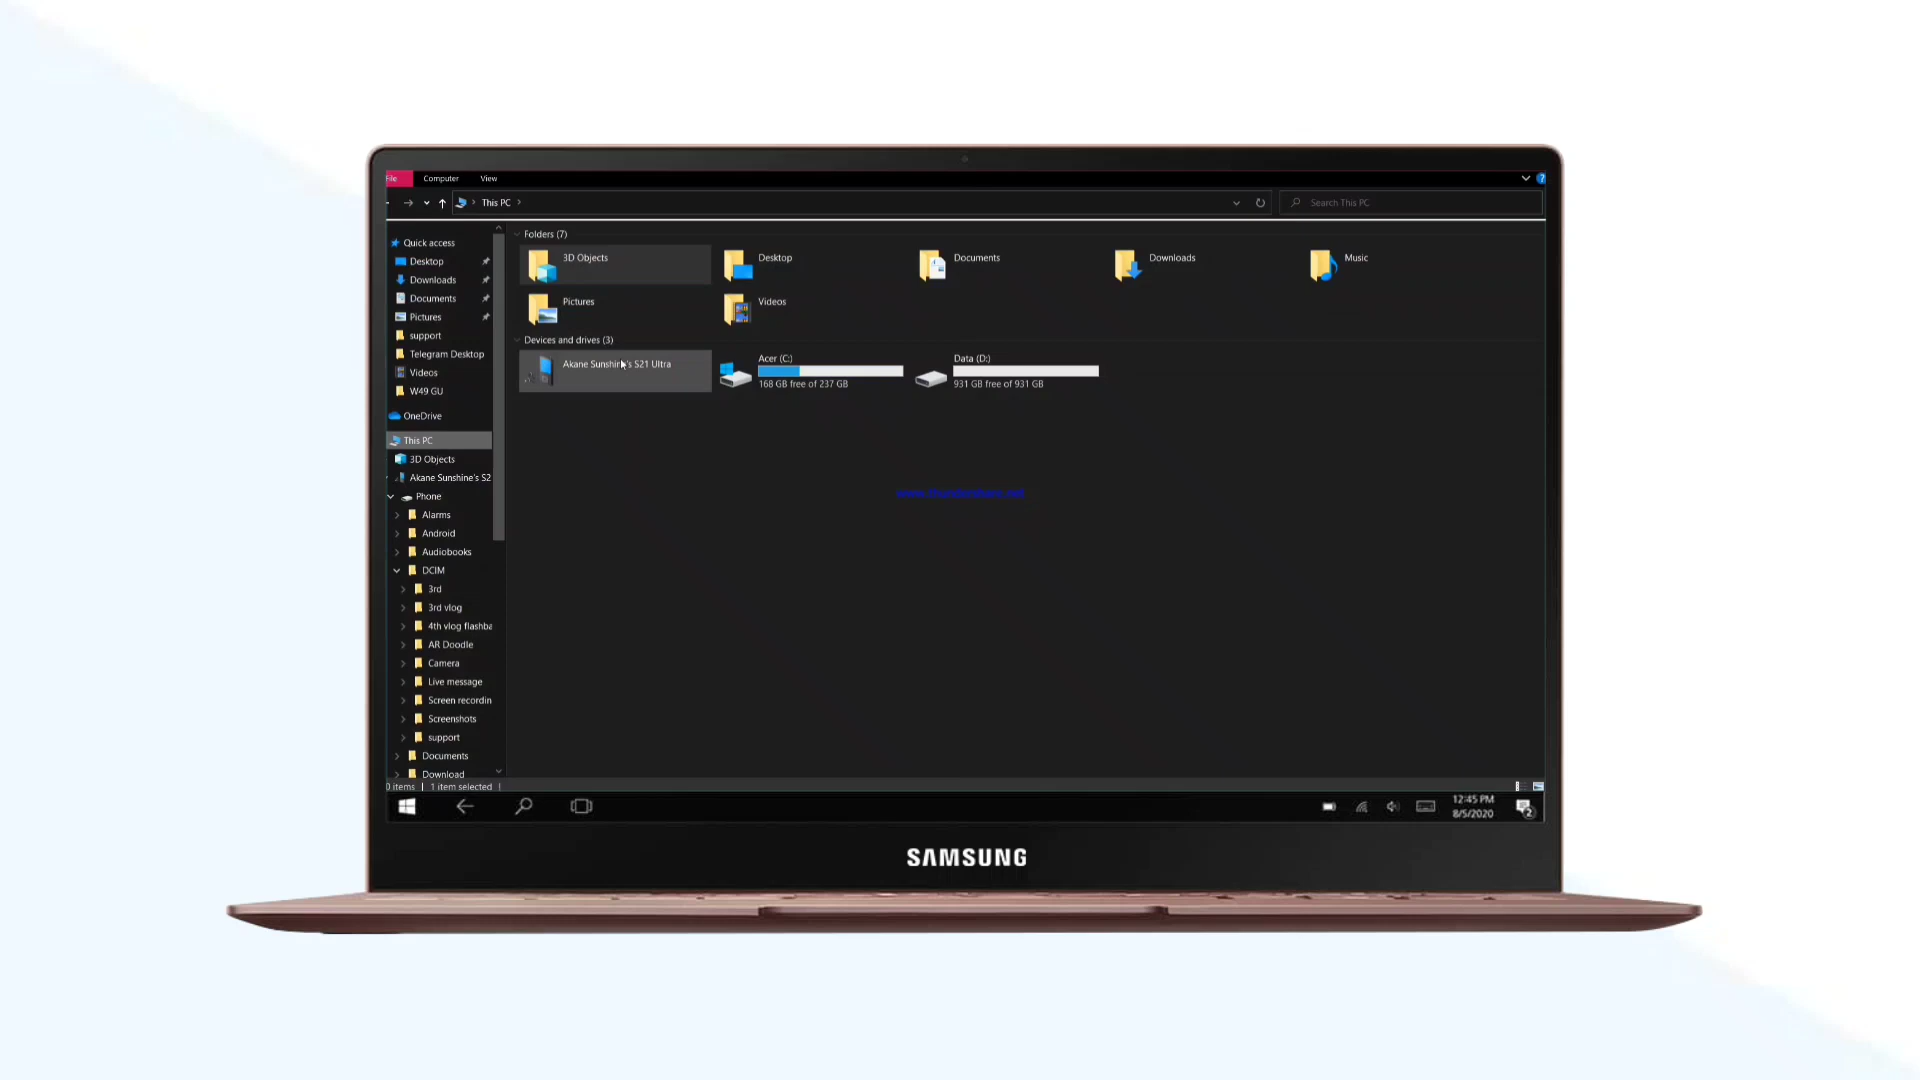 File Computer View
This PC
Search This PC
Quick access
Desktop
Downloads
Documents
Pictures
support
Telegram Desktop
Videos
W49 GU
OneDrive
This PC
3D Objects
Akane Sunshine's S2
Phone
Alarms
Android
Audiobooks
DCIM
3rd
3rd vlog
4th vlog flashba
AR Doodle
Camera
Live message
Screen recordin
Screenshots
support
Documents
Download
Folders (7)
3D Objects
Desktop
Documents
Downloads
Music
Pictures
Videos
Devices and drives (3)
Akane Sunshine's S21 Ultra
Acer (C:)
168 GB free of 237 GB
Data (D:)
931 GB free of 931 GB
0 items 1 item selected
12:45 PM
8/5/2020
2
SAMSUNG